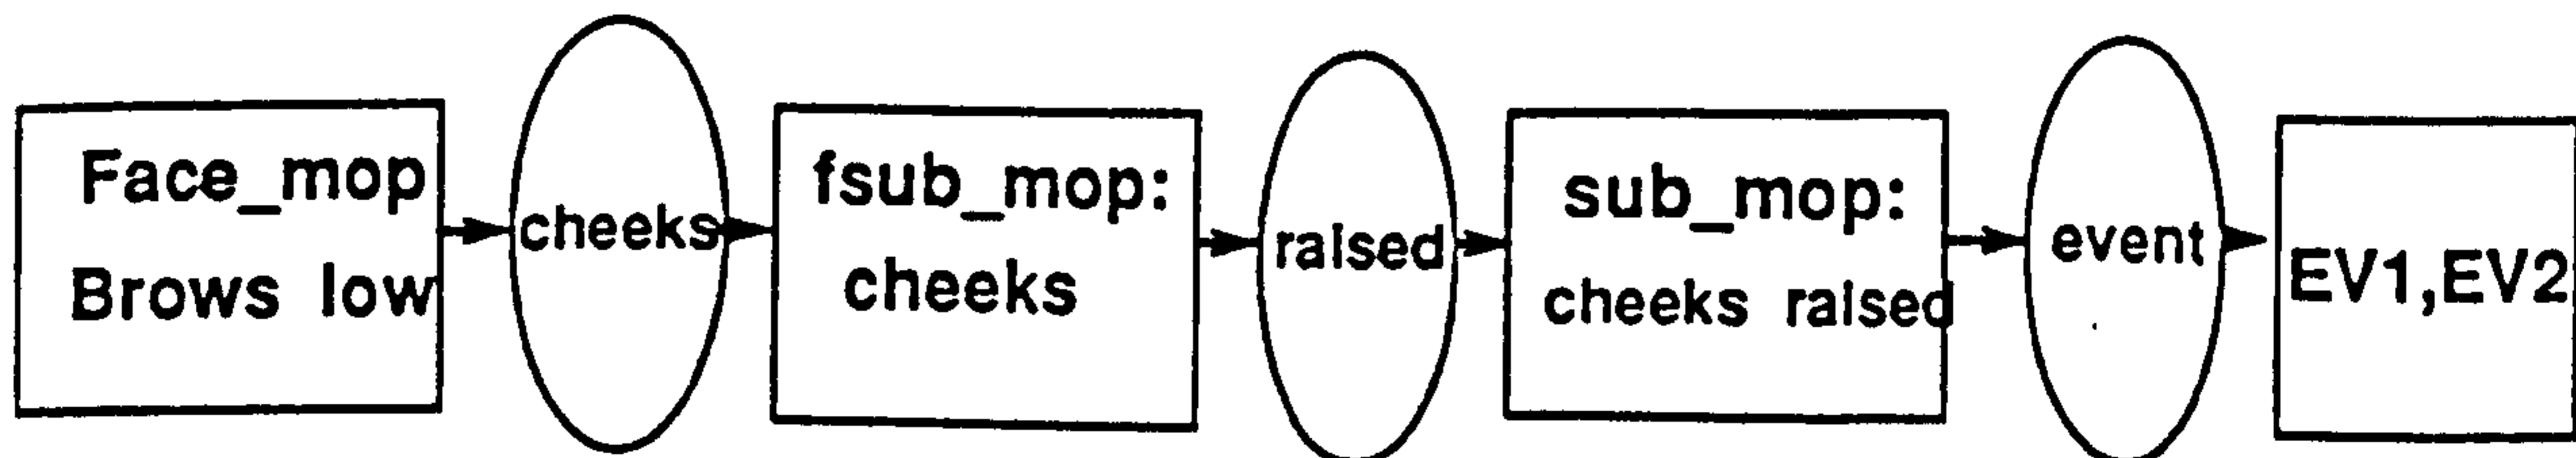 Face_mop
Brows low
cheeks
fsub_mop:
cheeks
raised
sub_mop:
cheeks raised
event
EV1,EV2